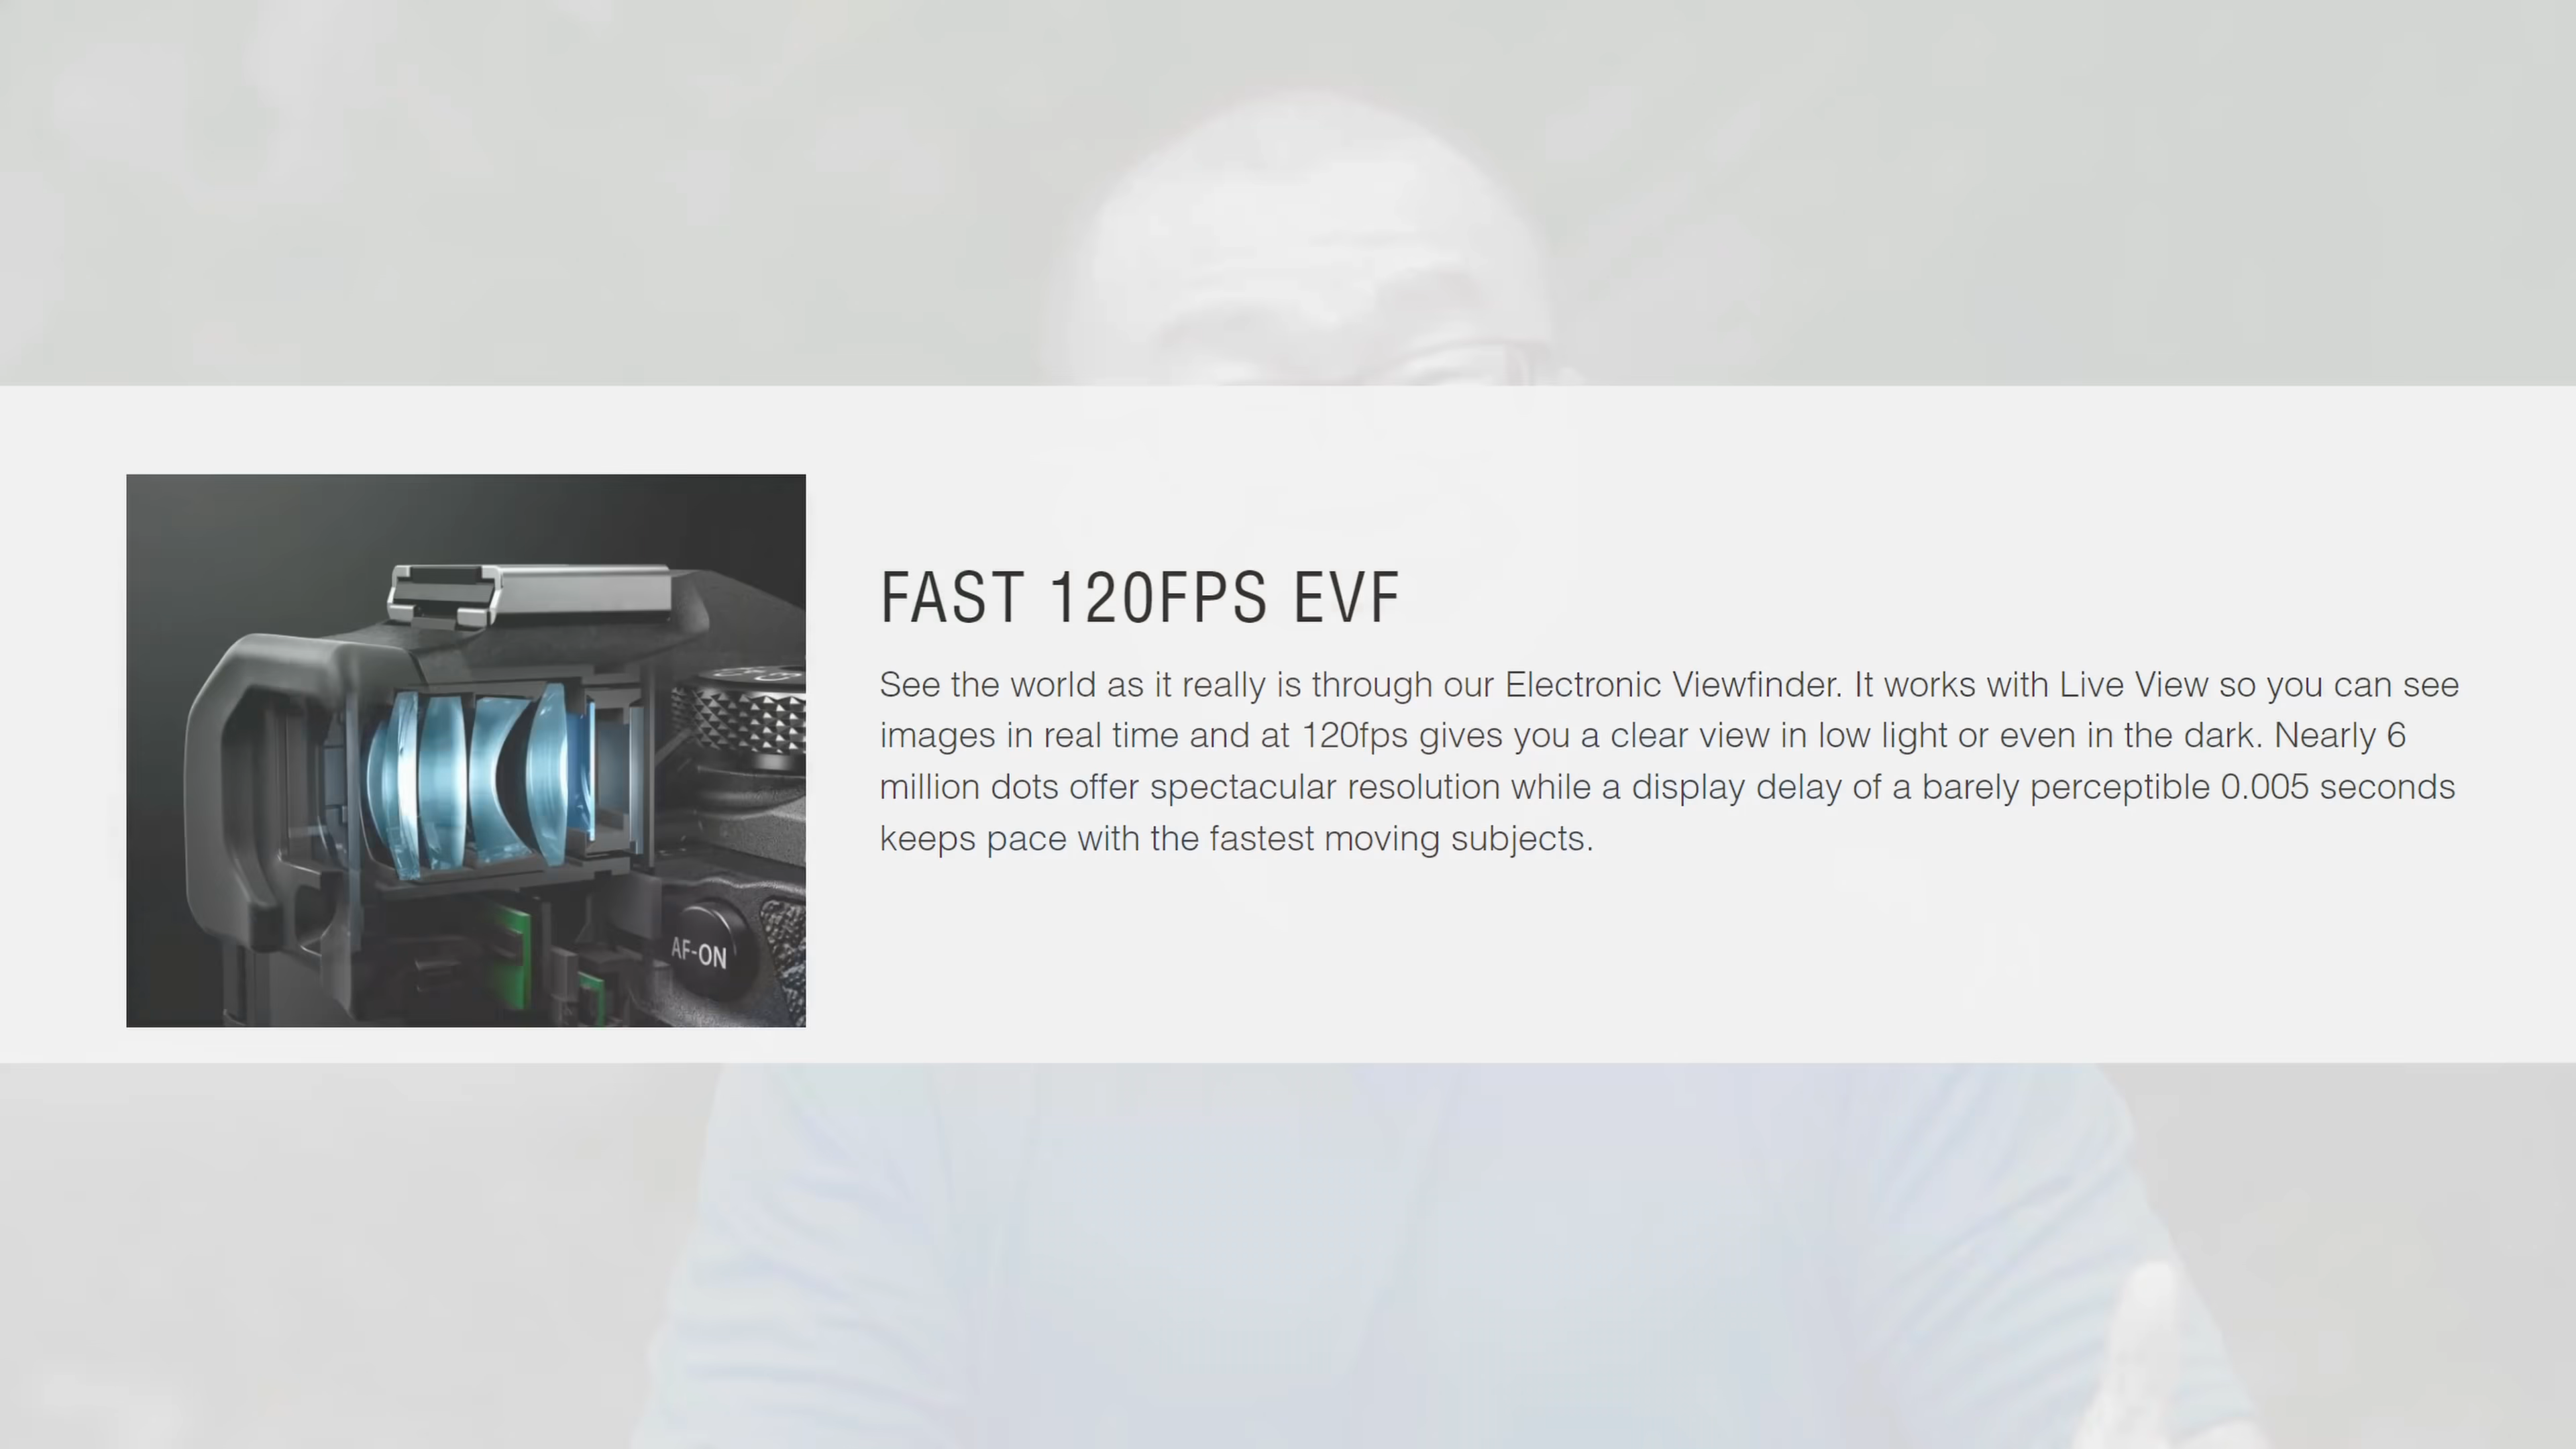 FAST 120FPS EVF
See the world as it really is through our Electronic Viewfinder. It works with Live View so you can see
images in real time and at 120fps gives you a clear view in low light or even in the dark. Nearly 6
million dots offer spectacular resolution while a display delay of a barely perceptible 0.005 seconds
keeps pace with the fastest moving subjects.
AF-ON